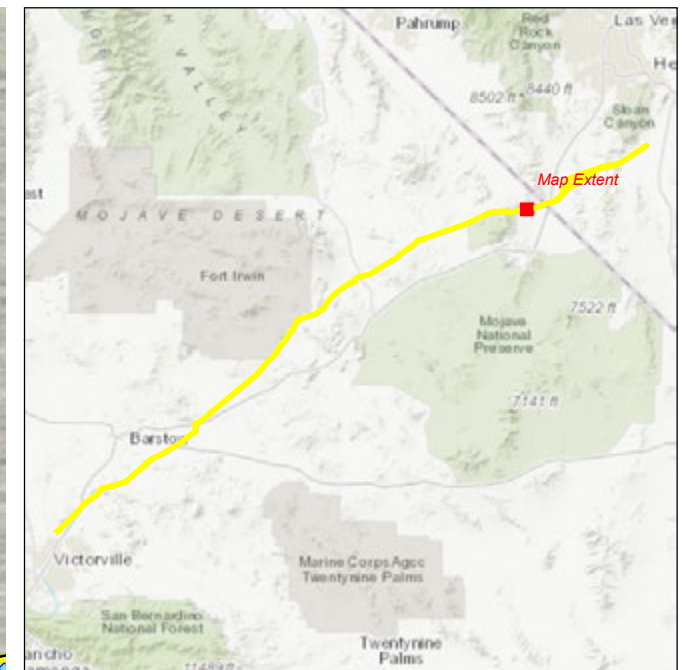 Pahrump
Red
Rock
Canyon
Las Ve
He
8502 ft
8440 ft
Sloan
Canyon
VALLEY
Map Extent
MOJAVE DESERT
Fort Irwin
7522 ft
Mojave
National
Preserve
7141 ft
Barstow
Victorville
Marine Corps Agcc
Twentynine Palms
San Bernardino
National Forest
Twentynine
Palms